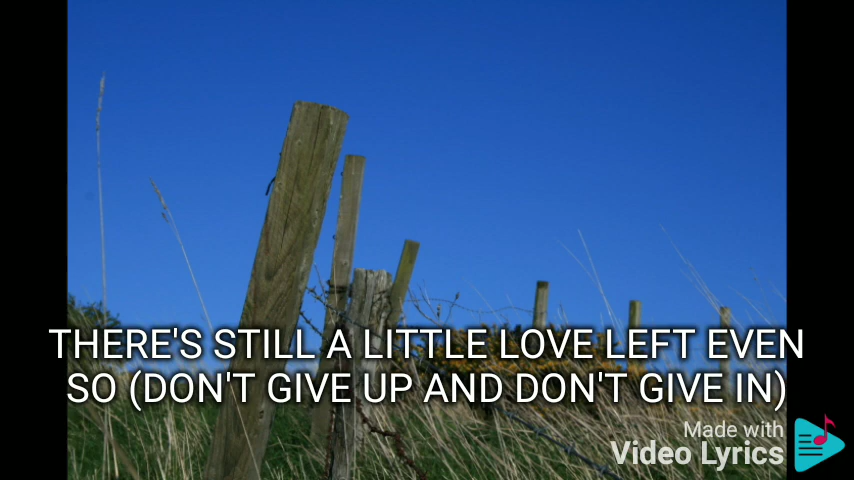 THERE'S STILL A LITTLE LOVE LEFT EVEN
SO (DON'T GIVE UP AND DON'T GIVE IN)
Made with
Video Lyrics